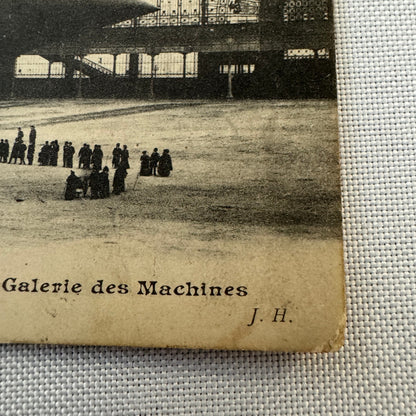 Galerie des Machines
J. H.